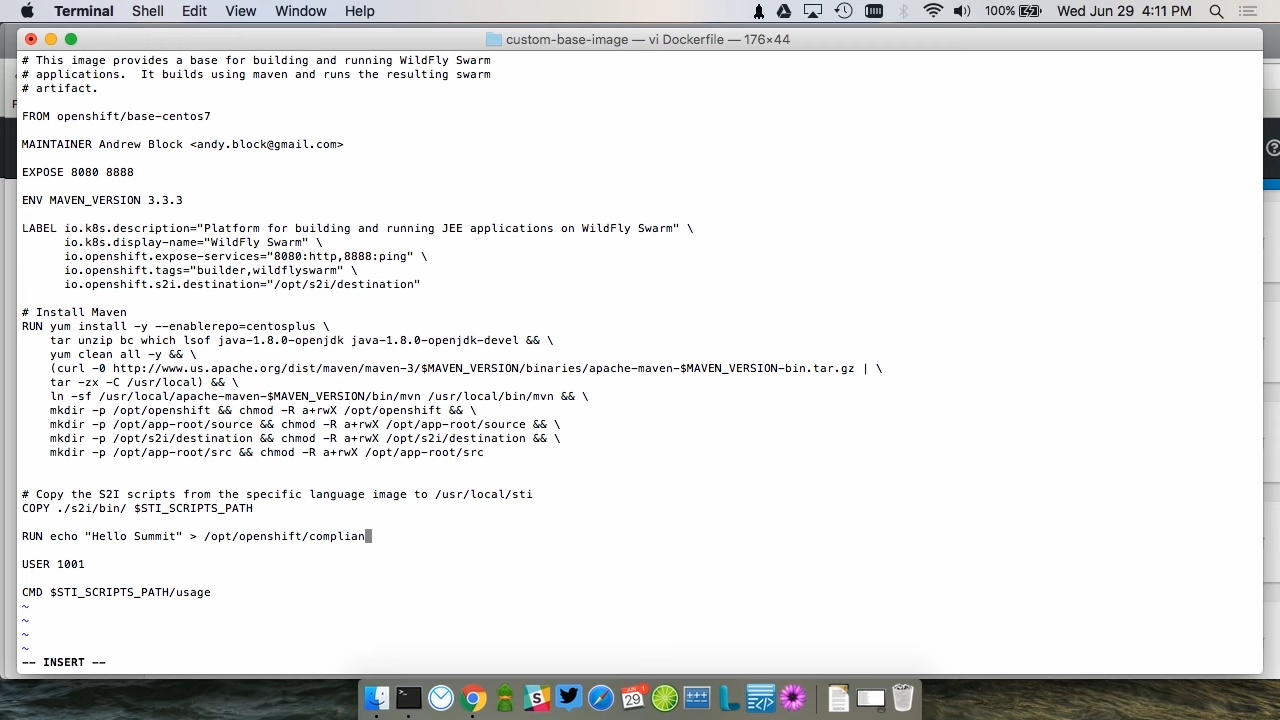 Terminal Shell Edit View Window Help 100% Wed Jun 29 4:11 PM
custom-base-image — vi Dockerfile — 176×44
# This image provides a base for building and running WildFly Swarm
# applications.  It builds using maven and runs the resulting swarm
# artifact.
FROM openshift/base-centos7
MAINTAINER Andrew Block <andy.block@gmail.com>
EXPOSE 8080 8888
ENV MAVEN_VERSION 3.3.3
LABEL io.k8s.description="Platform for building and running JEE applications on WildFly Swarm" \
io.k8s.display-name="WildFly Swarm" \
io.openshift.expose-services="8080:http,8888:ping" \
io.openshift.tags="builder,wildflyswarm" \
io.openshift.s2i.destination="/opt/s2i/destination"
# Install Maven
RUN yum install -y --enablerepo=centosplus \
tar unzip bc which lsof java-1.8.0-openjdk java-1.8.0-openjdk-devel && \
yum clean all -y && \
(curl -0 http://www.us.apache.org/dist/maven/maven-3/$MAVEN_VERSION/binaries/apache-maven-$MAVEN_VERSION-bin.tar.gz | \
tar -zx -C /usr/local) && \
ln -sf /usr/local/apache-maven-$MAVEN_VERSION/bin/mvn /usr/local/bin/mvn && \
mkdir -p /opt/openshift && chmod -R a+rwX /opt/openshift && \
mkdir -p /opt/app-root/source && chmod -R a+rwX /opt/app-root/source && \
mkdir -p /opt/s2i/destination && chmod -R a+rwX /opt/s2i/destination && \
mkdir -p /opt/app-root/src && chmod -R a+rwX /opt/app-root/src
# Copy the S2I scripts from the specific language image to /usr/local/sti
COPY ./s2i/bin/ $STI_SCRIPTS_PATH
RUN echo "Hello Summit" > /opt/openshift/complian
USER 1001
CMD $STI_SCRIPTS_PATH/usage
~
~
~
~
-- INSERT --
29